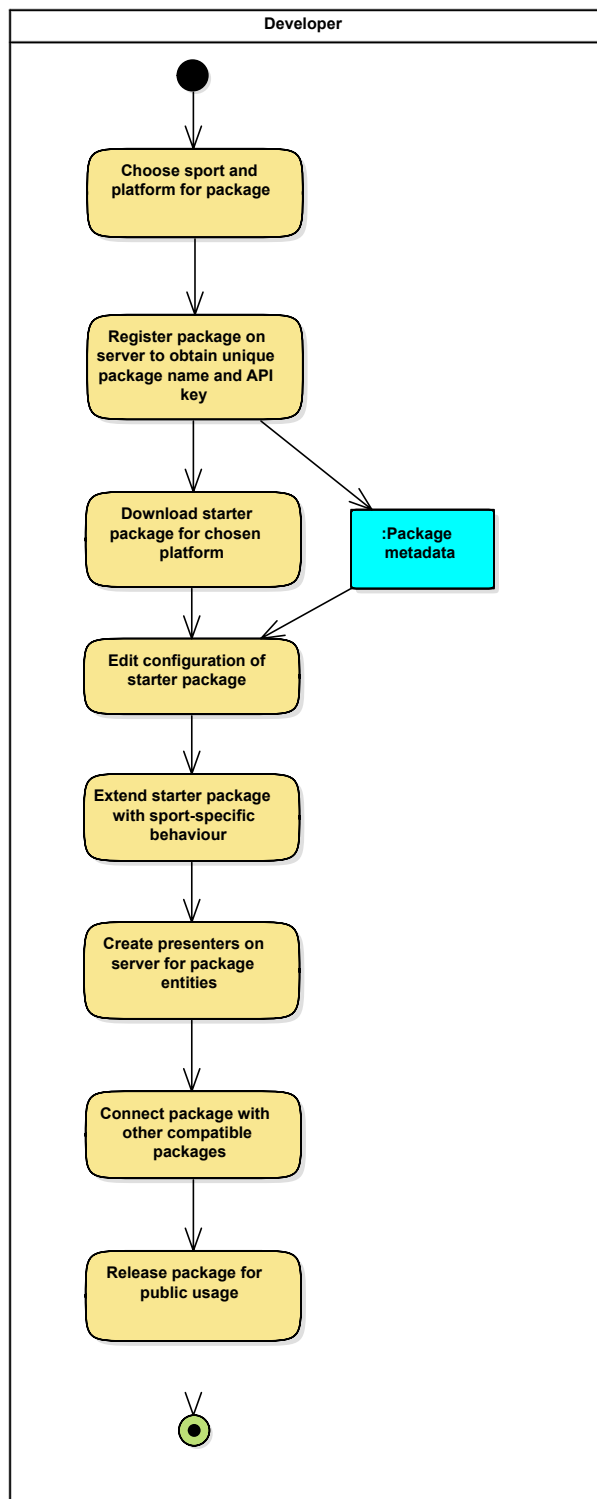 Developer
Choose sport and
platform for package
Register package on
server to obtain unique
package name and API
key
Download starter
package for chosen
platform
:Package
metadata
Edit configuration of
starter package
Extend starter package
with sport-specific
behaviour
Create presenters on
server for package
entities
Connect package with
other compatible
packages
Release package for
public usage